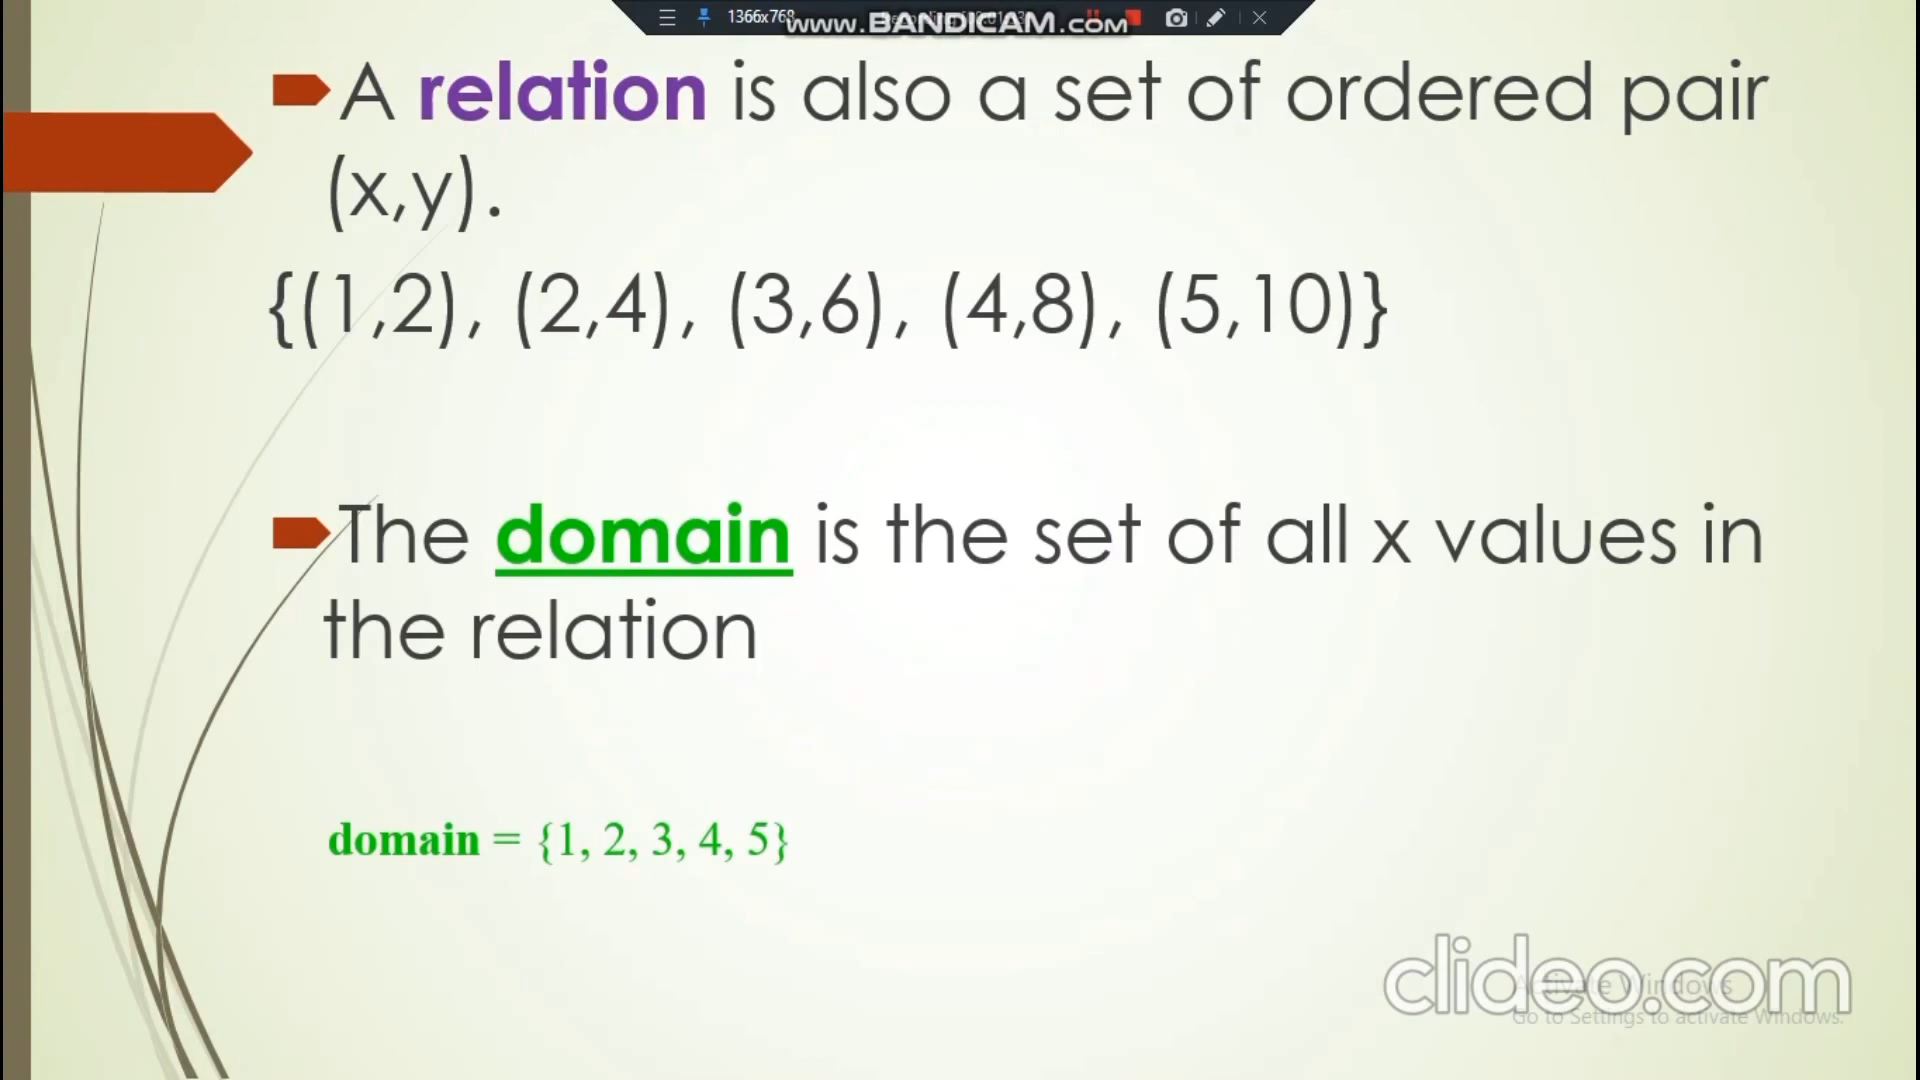 1366x768
www.BANDICAM.com
A relation is also a set of ordered pair
(x,y).
{(1,2), (2,4), (3,6), (4,8), (5,10)}
The domain is the set of all x values in
the relation
domain = {1, 2, 3, 4, 5}
clideo.com
Activate Windows
Go to Settings to activate Windows.